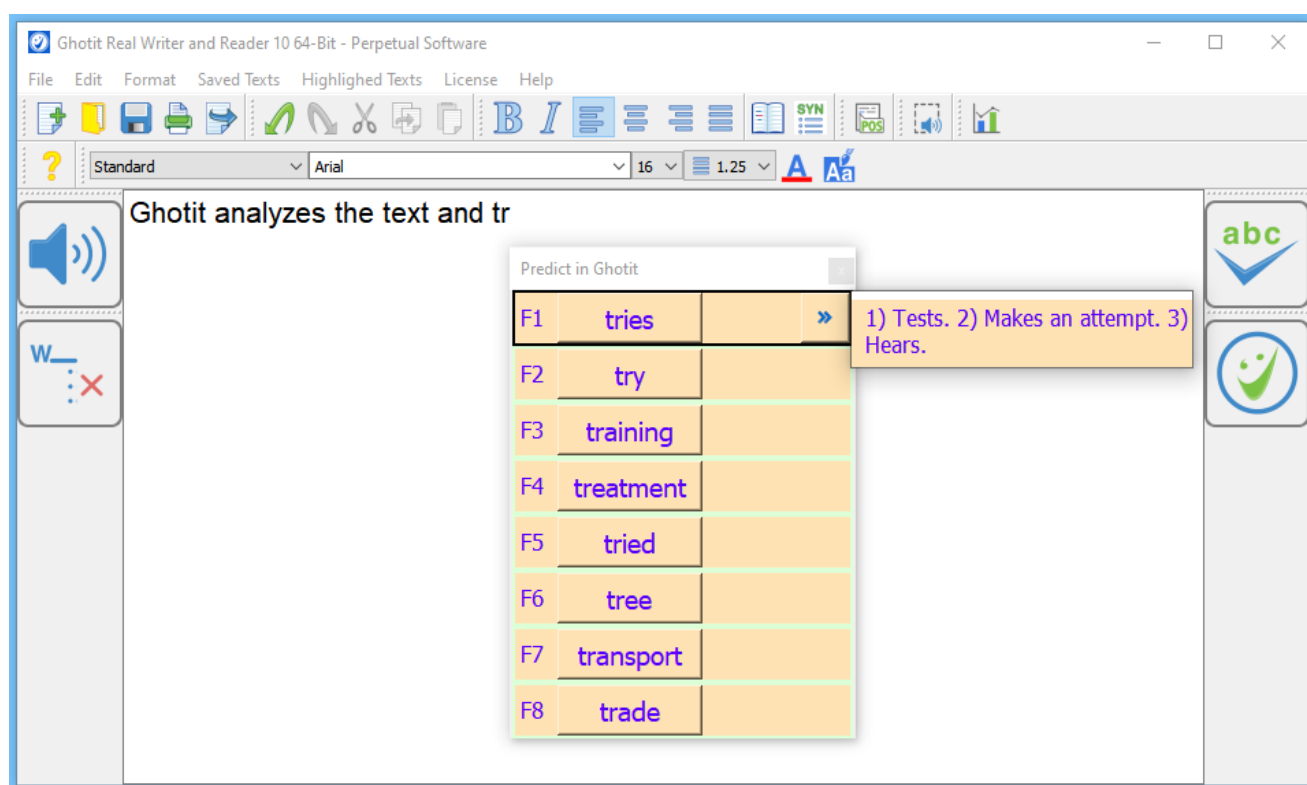 Ghotit Real Writer and Reader 10 64-Bit - Perpetual Software
File Edit Format Saved Texts Highlighed Texts License Help
B I SYN POS
? Standard Arial 16 1.25 A Aa
Ghotit analyzes the text and tr
abc
W
Predict in Ghotit x
F1 tries »
1) Tests. 2) Makes an attempt. 3)
Hears.
F2 try
F3 training
F4 treatment
F5 tried
F6 tree
F7 transport
F8 trade